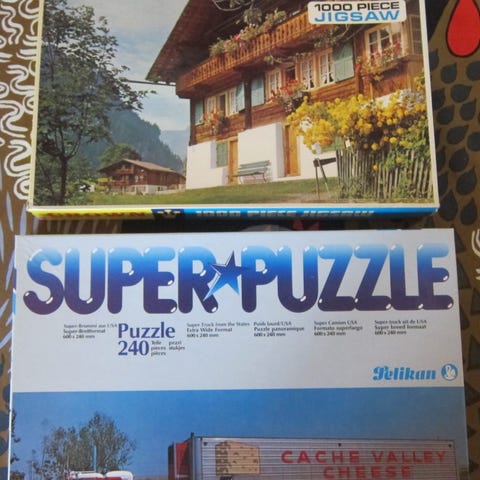 1000 PIECE
JIGSAW
1000 PIECE JIGSAW
SUPER PUZZLE
Super-Brummi aus USA
Super-Breitformat
600 x 240 mm
Puzzle
240
Teile pezzi
pieces stukjes
pièces
Super Truck from the States
Extra Wide Format
600 x 240 mm
Poids lourd/USA
Puzzle panoramique
600 x 240 mm
Super Camion USA
Formato superlargo
600 x 240 mm
Super-truck uit de USA
Super breed formaat
600 x 240 mm
Pelikan
CACHE VALLEY
CHEESE